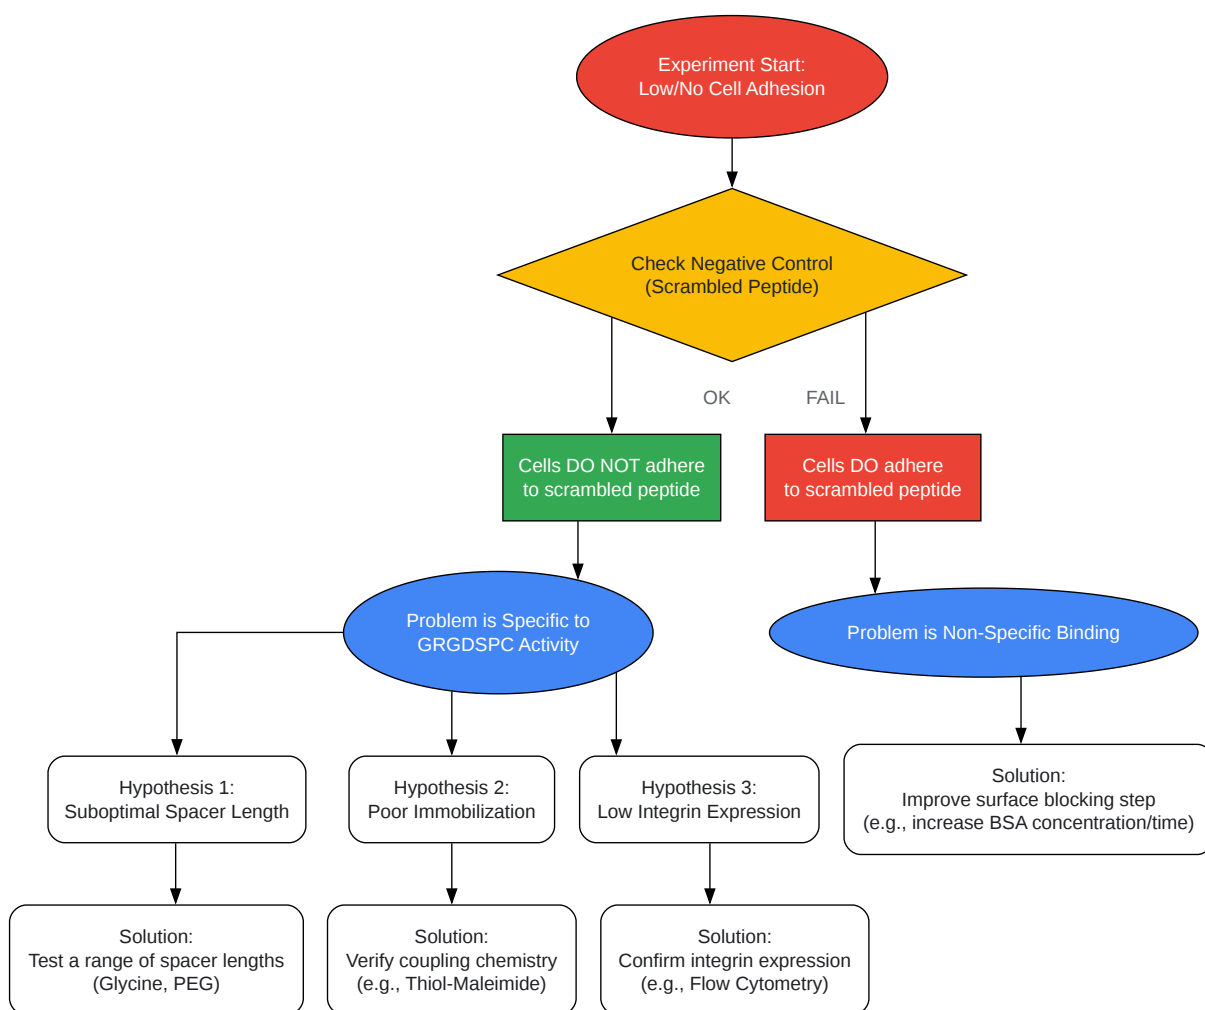 Experiment Start:
Low/No Cell Adhesion
Check Negative Control
(Scrambled Peptide)
OK
FAIL
Cells DO NOT adhere
to scrambled peptide
Cells DO adhere
to scrambled peptide
Problem is Specific to
GRGDSPC Activity
Problem is Non-Specific Binding
Hypothesis 1:
Suboptimal Spacer Length
Hypothesis 2:
Poor Immobilization
Hypothesis 3:
Low Integrin Expression
Solution:
Improve surface blocking step
(e.g., increase BSA concentration/time)
Solution:
Test a range of spacer lengths
(Glycine, PEG)
Solution:
Verify coupling chemistry
(e.g., Thiol-Maleimide)
Solution:
Confirm integrin expression
(e.g., Flow Cytometry)